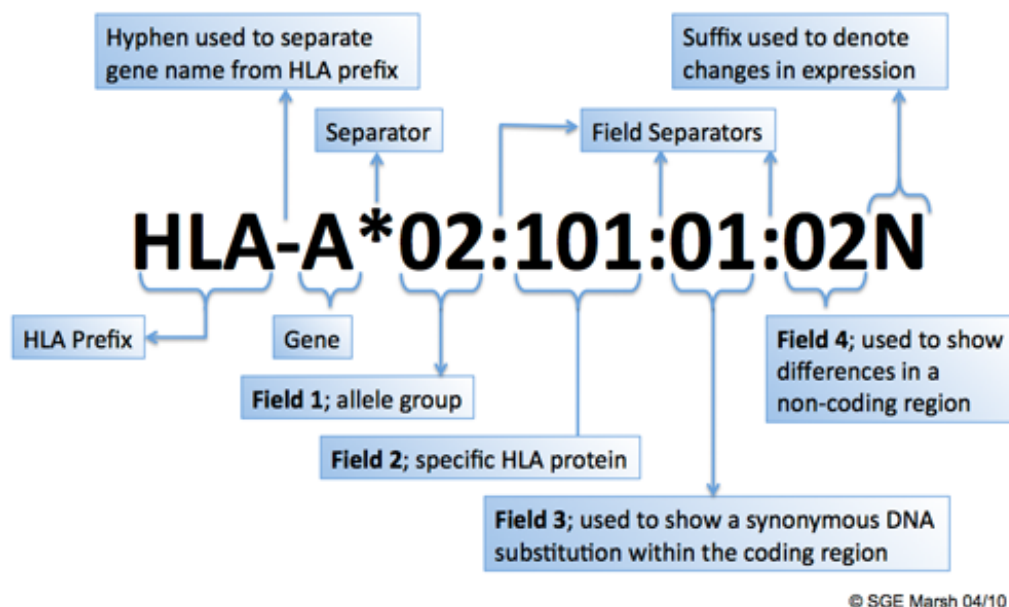 Hyphen used to separate
gene name from HLA prefix
Suffix used to denote
changes in expression
Separator
Field Separators
HLA-A*02:101:01:02N
HLA Prefix
Gene
Field 4; used to show
differences in a
non-coding region
Field 1; allele group
Field 2; specific HLA protein
Field 3; used to show a synonymous DNA
substitution within the coding region
© SGE Marsh 04/10